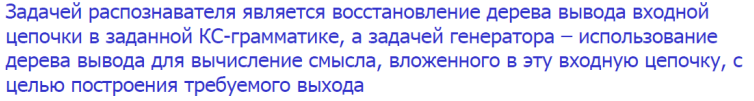 Задачей распознавателя является восстановление дерева вывода входной
цепочки в заданной КС-грамматике, а задачей генератора – использование
дерева вывода для вычисление смысла, вложенного в эту входную цепочку, с
целью построения требуемого выхода